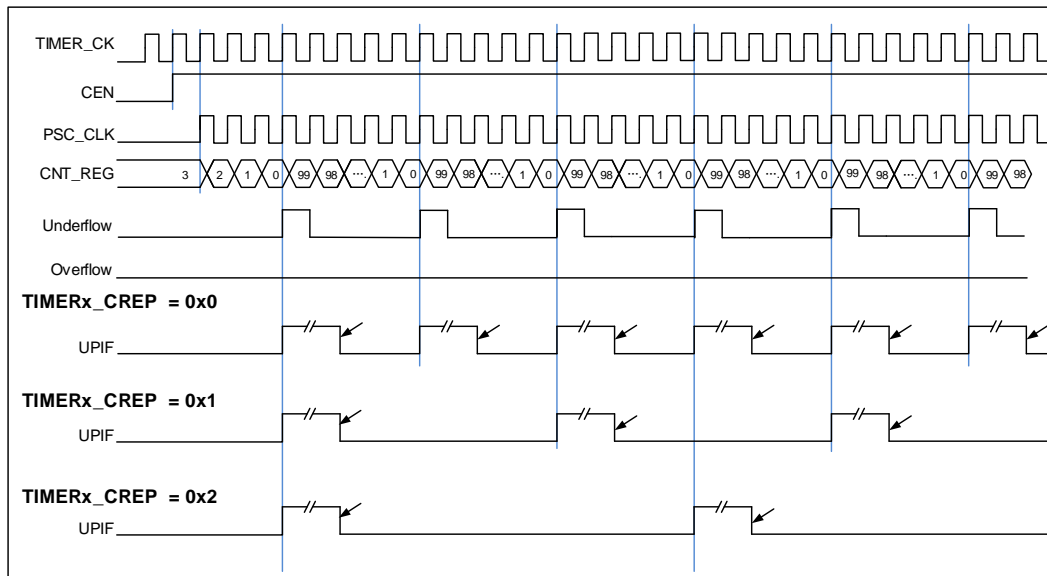 TIMER_CK
CEN
PSC_CLK
CNT_REG 3 2 1 0 99 98 .... 1 0 99 98 .... 1 0 99 98 .... 1 0 99 98 .... 1 0 99 98 .... 1 0 99 98
Underflow
Overflow
TIMERx_CREP = 0x0
UPIF
TIMERx_CREP = 0x1
UPIF
TIMERx_CREP = 0x2
UPIF